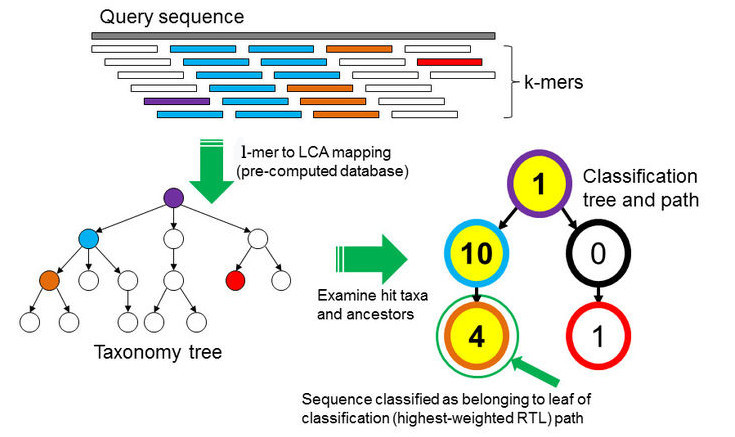 Query sequence
k-mers
1-mer to LCA mapping
(pre-computed database)
1
Classification
tree and path
10
0
Examine hit taxa
and ancestors
4
1
Taxonomy tree
Sequence classified as belonging to leaf of
classification (highest-weighted RTL) path